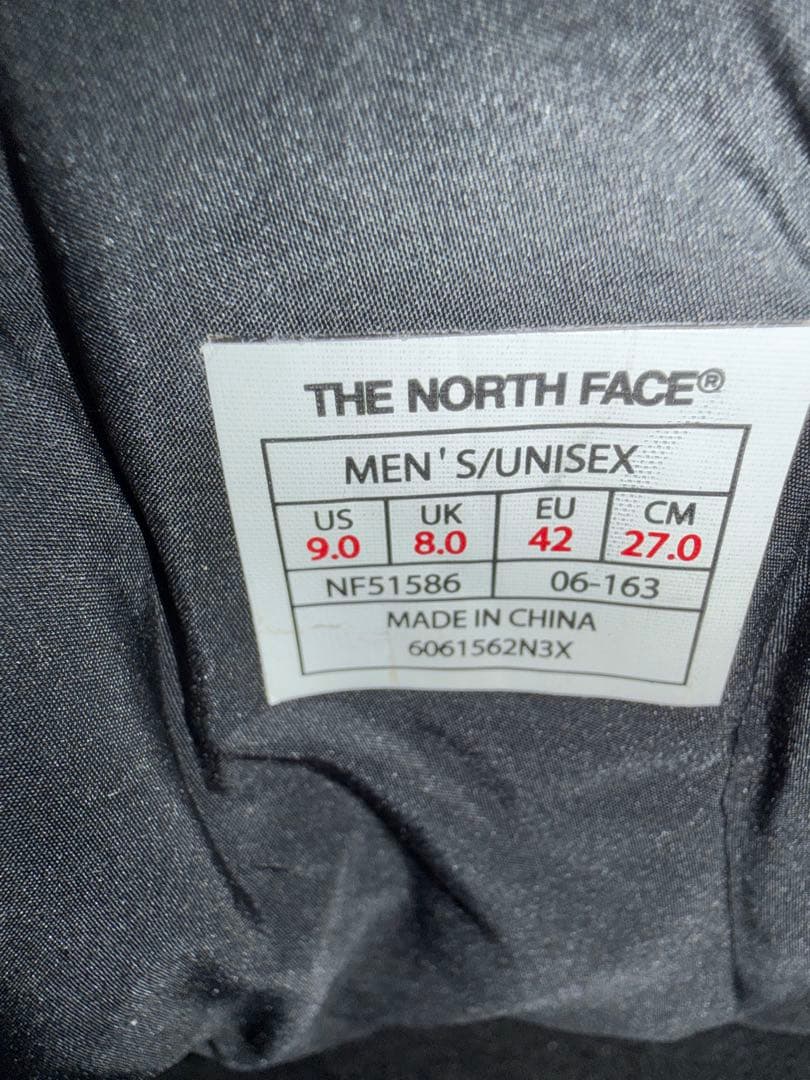 THE NORTH FACE®
MEN'S/UNISEX
US UK EU CM
9.0 8.0 42 27.0
NF51586 06-163
MADE IN CHINA
6061562N3X